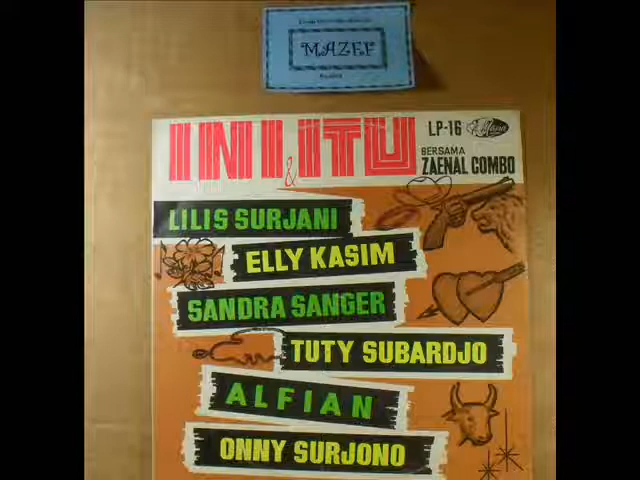 MAZEF
INI & ITU
LP-16
BERSAMA
ZAENAL COMBO
LILIS SURJANI
ELLY KASIM
SANDRA SANGER
TUTY SUBARDJO
ALFIAN
ONNY SURJONO